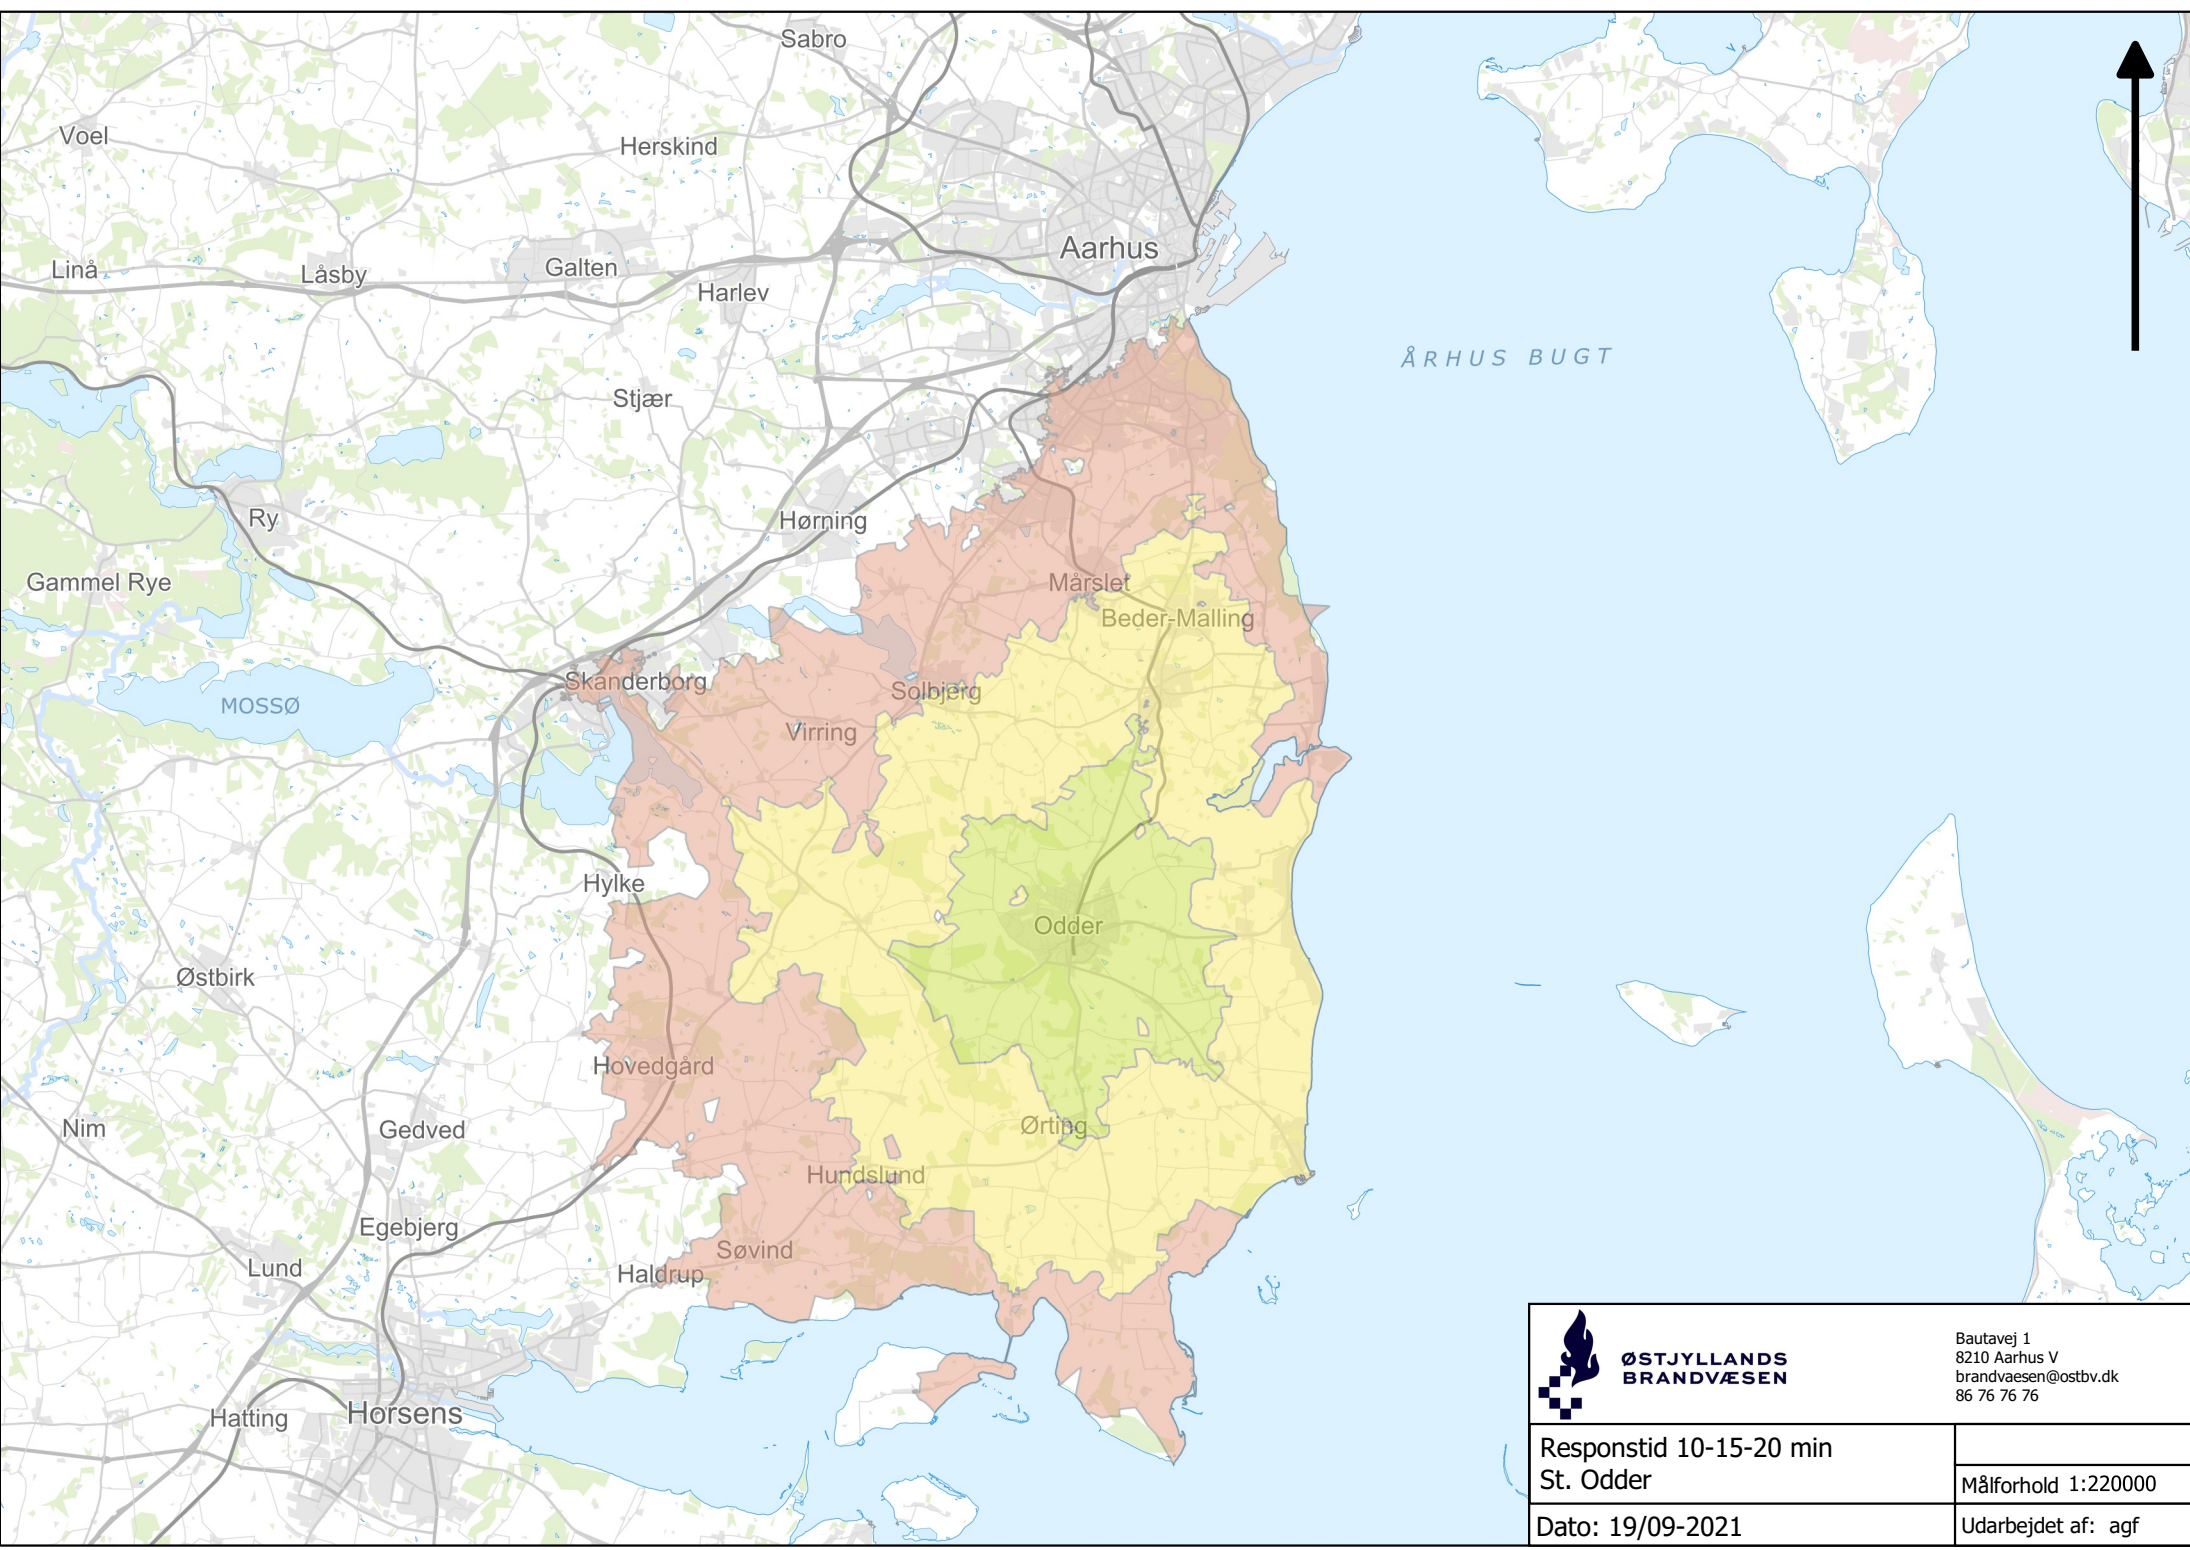 Sabro
Voel
Herskind
Aarhus
Linå
Låsby
Galten
Harlev
ÅRHUS BUGT
Stjær
Ry
Hørning
Gammel Rye
Mårslet
Beder-Malling
Skanderborg
Solbjerg
MOSSØ
Virring
Hylke
Odder
Østbirk
Hovedgård
Nim
Gedved
Ørting
Hundslund
Egebjerg
Søvind
Lund
Haldrup
Hatting
Horsens
ØSTJYLLANDS
BRANDVÆSEN
Bautavej 1
8210 Aarhus V
brandvaesen@ostbv.dk
86 76 76 76
Responstid 10-15-20 min
St. Odder
Målforhold 1:220000
Dato: 19/09-2021
Udarbejdet af: agf